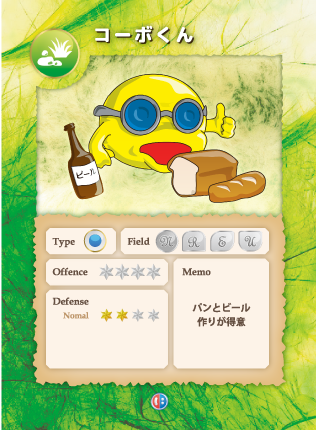 コーボくん
ビール
Type
Field
N R E U
Offence
Memo
Defense
Nomal
パンとビール
作りが得意